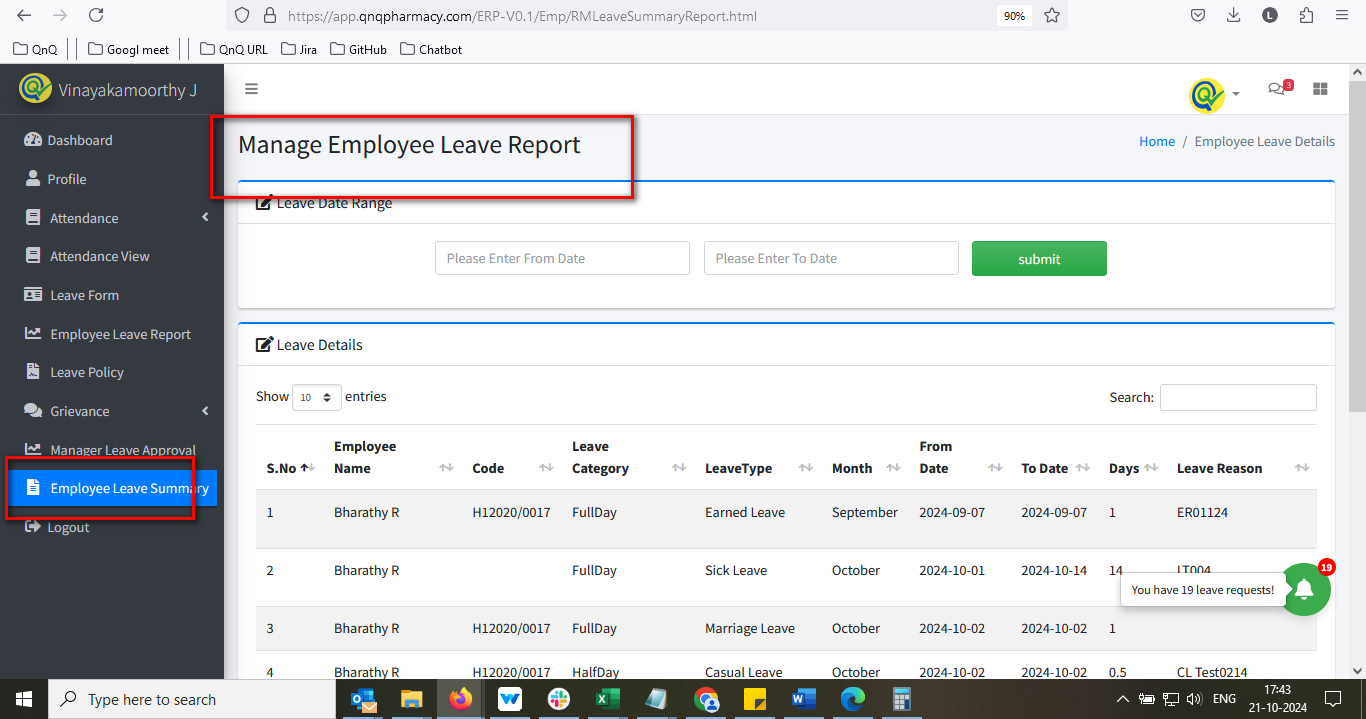 https://app.qnqpharmacy.com/ERP-V0.1/Emp/RMLeaveSummaryReport.html
90%
L
QnQ
Googl meet
QnQ URL
Jira
GitHub
Chatbot
Vinayakamoorthy J
3
Dashboard
Profile
Attendance
Attendance View
Leave Form
Employee Leave Report
Leave Policy
Grievance
Manager Leave Approval
Employee Leave Summary
Logout
Manage Employee Leave Report
Home / Employee Leave Details
Leave Date Range
Please Enter From Date
Please Enter To Date
submit
Leave Details
Show 10 entries
Search:
S.No Employee Name Code Leave Category LeaveType Month From Date To Date Days Leave Reason
1 Bharathy R H12020/0017 FullDay Earned Leave September 2024-09-07 2024-09-07 1 ER01124
2 Bharathy R FullDay Sick Leave October 2024-10-01 2024-10-14 14 LT004
3 Bharathy R H12020/0017 FullDay Marriage Leave October 2024-10-02 2024-10-02 1
4 Bharathy R H12020/0017 HalfDay Casual Leave October 2024-10-02 2024-10-02 0.5 CL Test0214
19
You have 19 leave requests!
Type here to search
ENG
17:43
21-10-2024